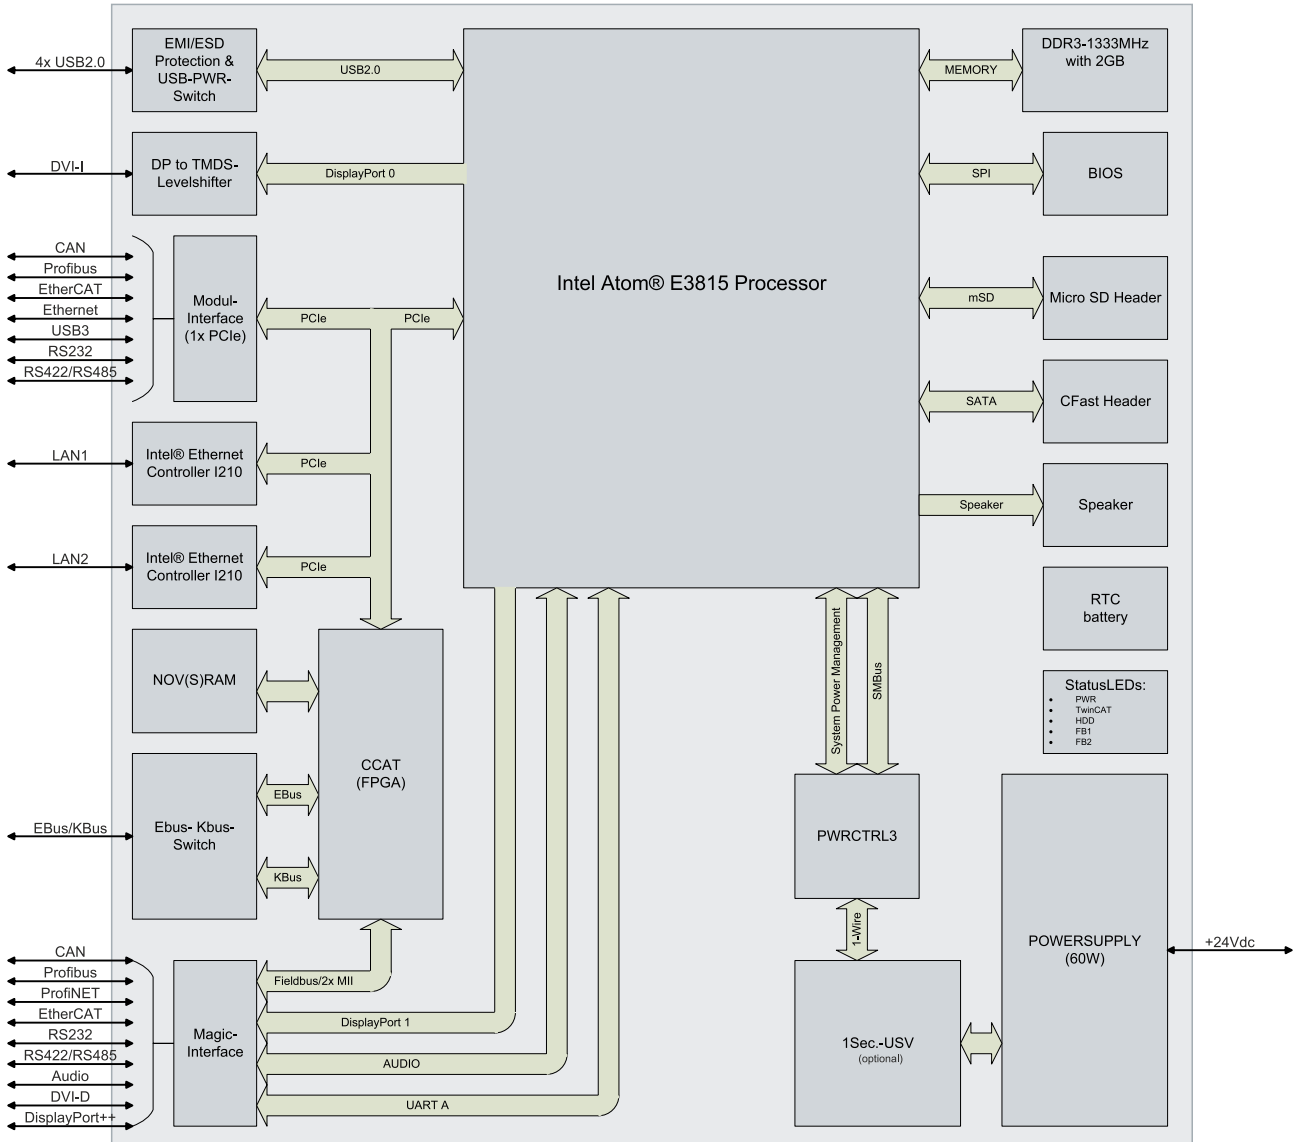 4x USB2.0
EMI/ESD
Protection &
USB-PWR-
Switch
USB2.0
MEMORY
DDR3-1333MHz
with 2GB
DVI-I
DP to TMDS-
Levelshifter
DisplayPort 0
SPI
BIOS
Intel Atom® E3815 Processor
CAN
Profibus
EtherCAT
Ethernet
USB3
RS232
RS422/RS485
Modul-
Interface
(1x PCIe)
PCIe
PCIe
mSD
Micro SD Header
SATA
CFast Header
LAN1
Intel® Ethernet
Controller I210
PCIe
Speaker
Speaker
LAN2
Intel® Ethernet
Controller I210
PCIe
RTC
battery
NOV(S)RAM
CCAT
(FPGA)
System Power Management
SMBus
StatusLEDs:
• PWR
• TwinCAT
• HDD
• FB1
• FB2
EBus/KBus
Ebus- Kbus-
Switch
EBus
KBus
PWRCTRL3
1-Wire
POWERSUPPLY
(60W)
+24Vdc
CAN
Profibus
ProfiNET
EtherCAT
RS232
RS422/RS485
Audio
DVI-D
DisplayPort++
Magic-
Interface
Fieldbus/2x MII
DisplayPort 1
AUDIO
UART A
1Sec.-USV
(optional)